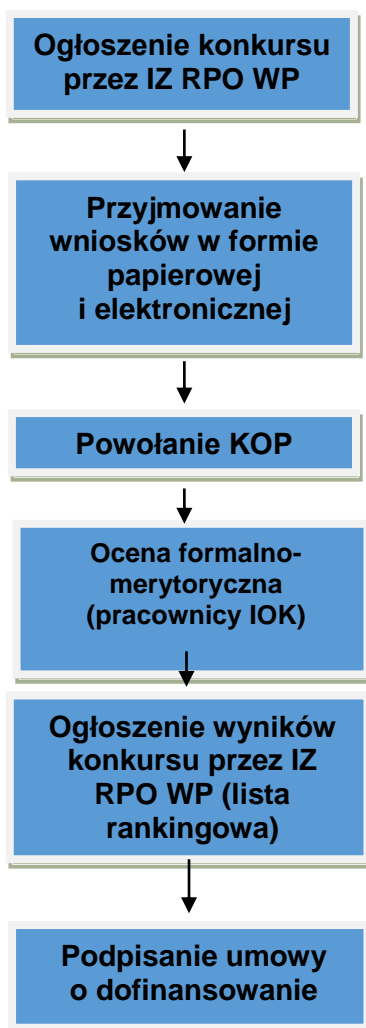 Ogłoszenie konkursu
przez IZ RPO WP
Przyjmowanie
wniosków w formie
papierowej
i elektronicznej
Powołanie KOP
Ocena formalno-
merytoryczna
(pracownicy IOK)
Ogłoszenie wyników
konkursu przez IZ
RPO WP (lista
rankingowa)
Podpisanie umowy
o dofinansowanie